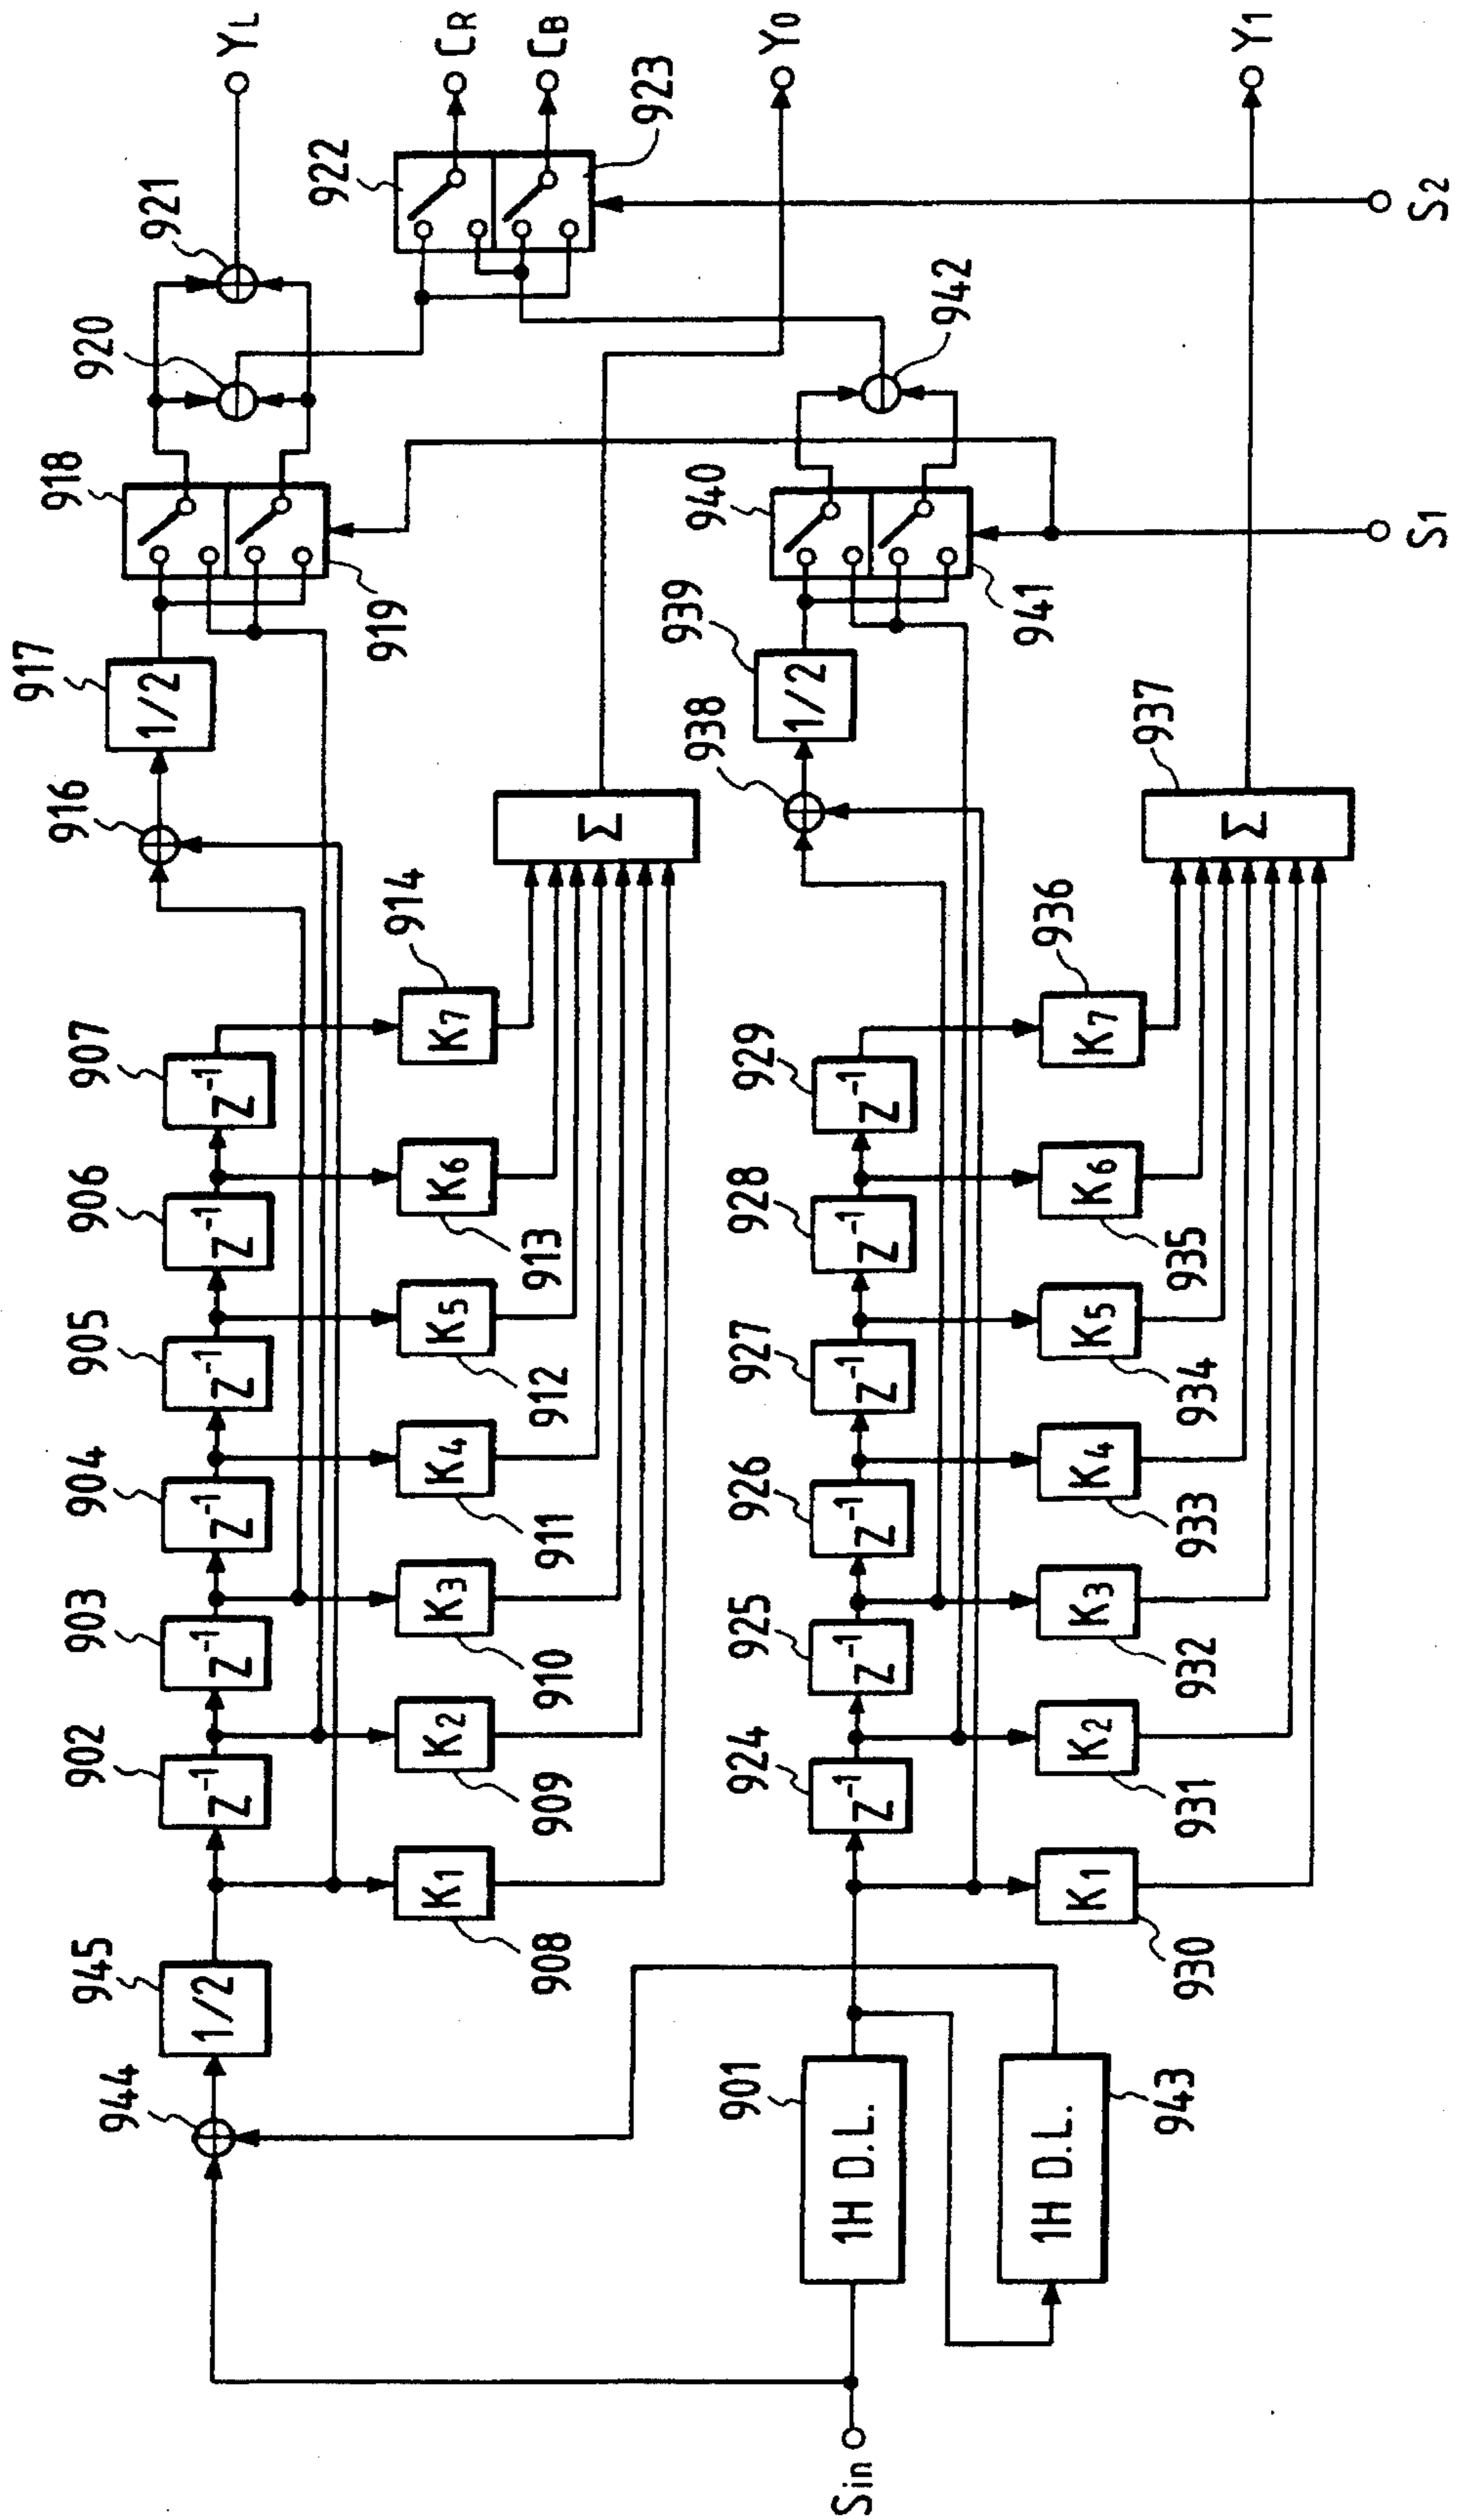 944
945
902
903
904
905
906
907
916
917
918
920
921
YL
1/2
Z⁻¹
Z⁻¹
Z⁻¹
Z⁻¹
Z⁻¹
Z⁻¹
1/2
919
922
CR
CB
923
K1
K2
K3
K4
K5
K6
K7
914
908
909
910
911
912
913
Σ
Sin
901
1H D.L.
924
925
926
927
928
929
938
939
940
942
Y0
Z⁻¹
Z⁻¹
Z⁻¹
Z⁻¹
Z⁻¹
Z⁻¹
1/2
941
1H D.L.
943
K1
K2
K3
K4
K5
K6
K7
936
930
931
932
933
934
935
937
Σ
Y1
S1
S2